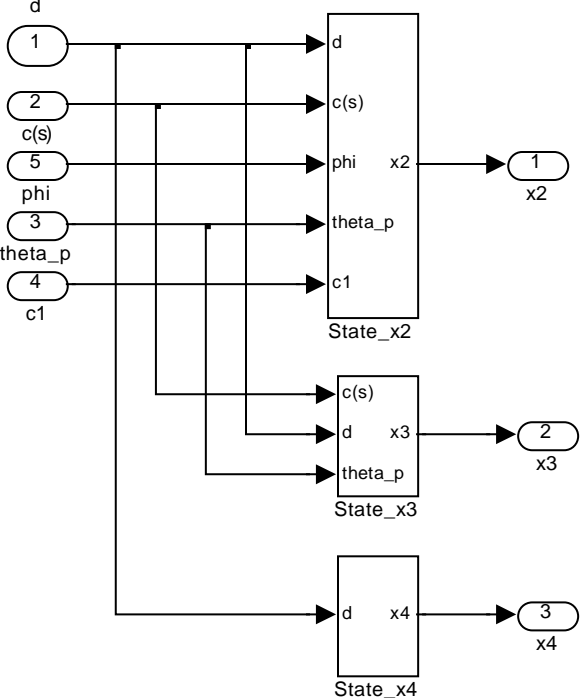 d
1
d
2
c(s)
c(s)
5
phi
phi
x2
1
x2
3
theta_p
theta_p
4
c1
c1
State_x2
c(s)
d
x3
2
x3
theta_p
State_x3
d
x4
3
x4
State_x4